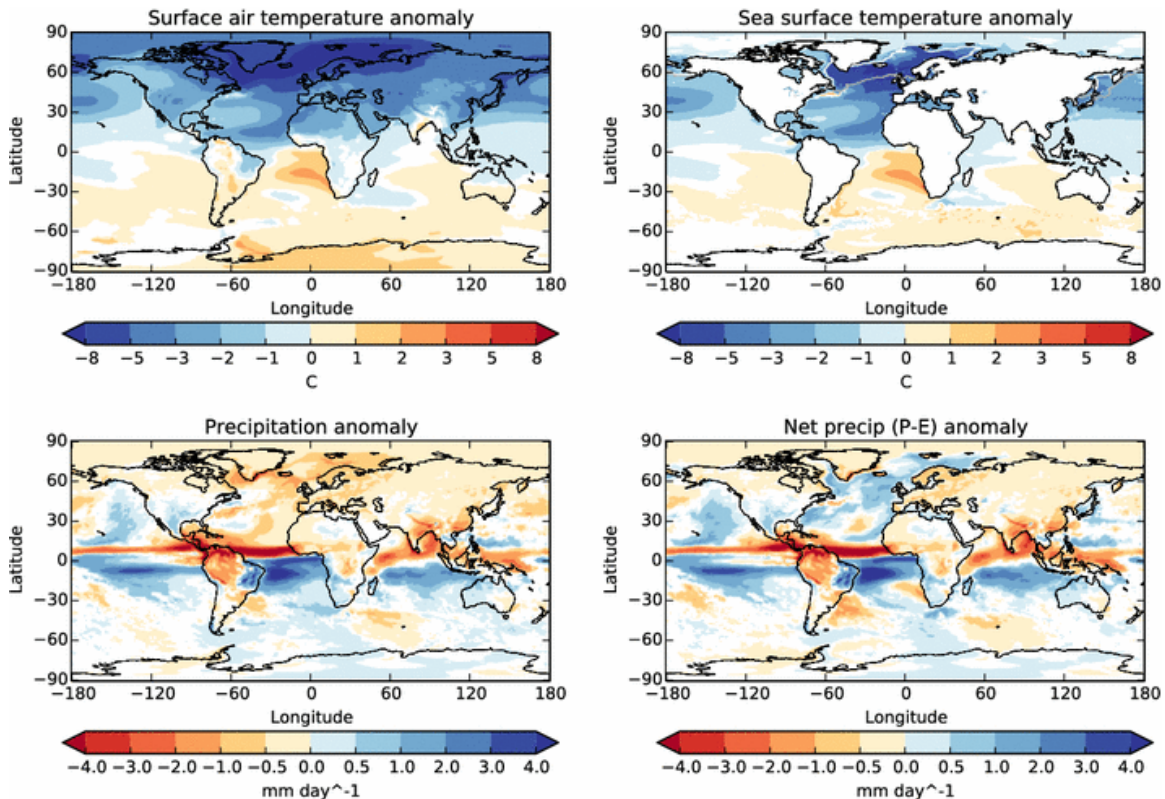 Surface air temperature anomaly
Sea surface temperature anomaly
90
60
30
0
−30
−60
−90
Latitude
−180 −120 −60 0 60 120 180
Longitude
−8 −5 −3 −2 −1 0 1 2 3 5 8
C
90
60
30
0
−30
−60
−90
Latitude
−180 −120 −60 0 60 120 180
Longitude
−8 −5 −3 −2 −1 0 1 2 3 5 8
C
Precipitation anomaly
Net precip (P-E) anomaly
90
60
30
0
−30
−60
−90
Latitude
−180 −120 −60 0 60 120 180
Longitude
−4.0 −3.0 −2.0 −1.0 −0.5 0.0 0.5 1.0 2.0 3.0 4.0
mm day^-1
90
60
30
0
−30
−60
−90
Latitude
−180 −120 −60 0 60 120 180
Longitude
−4.0 −3.0 −2.0 −1.0 −0.5 0.0 0.5 1.0 2.0 3.0 4.0
mm day^-1